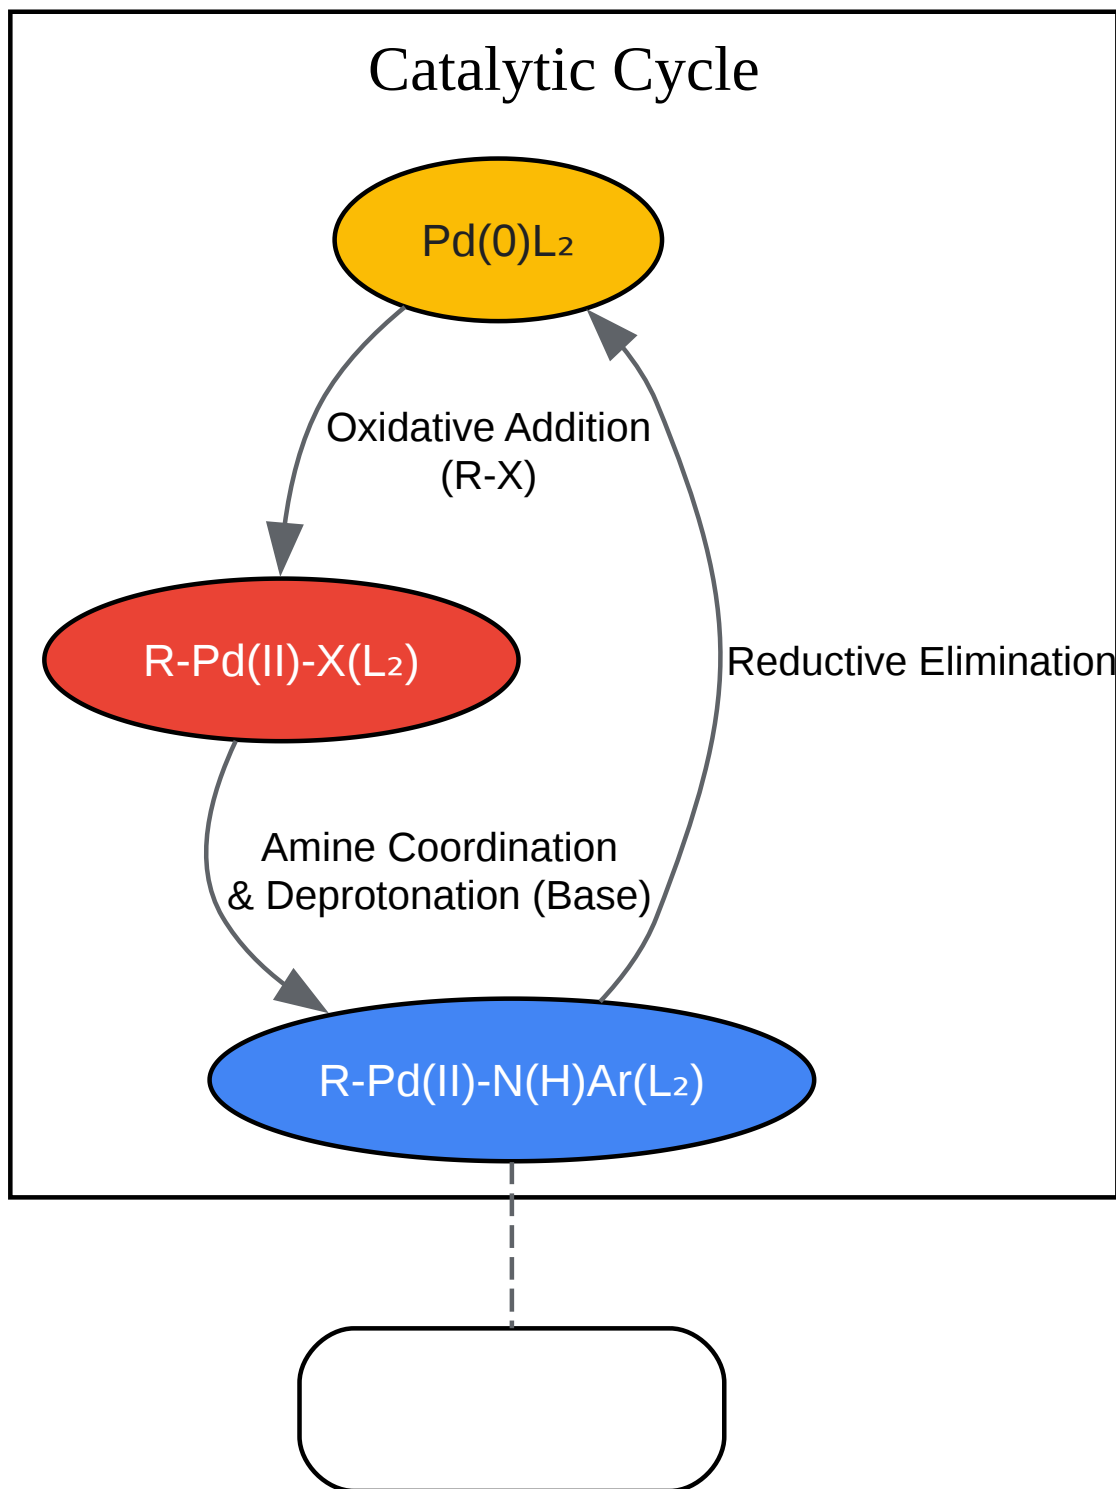 Catalytic Cycle
Pd(0)L₂
Oxidative Addition
(R-X)
R-Pd(II)-X(L₂)
Reductive Elimination
Amine Coordination
& Deprotonation (Base)
R-Pd(II)-N(H)Ar(L₂)